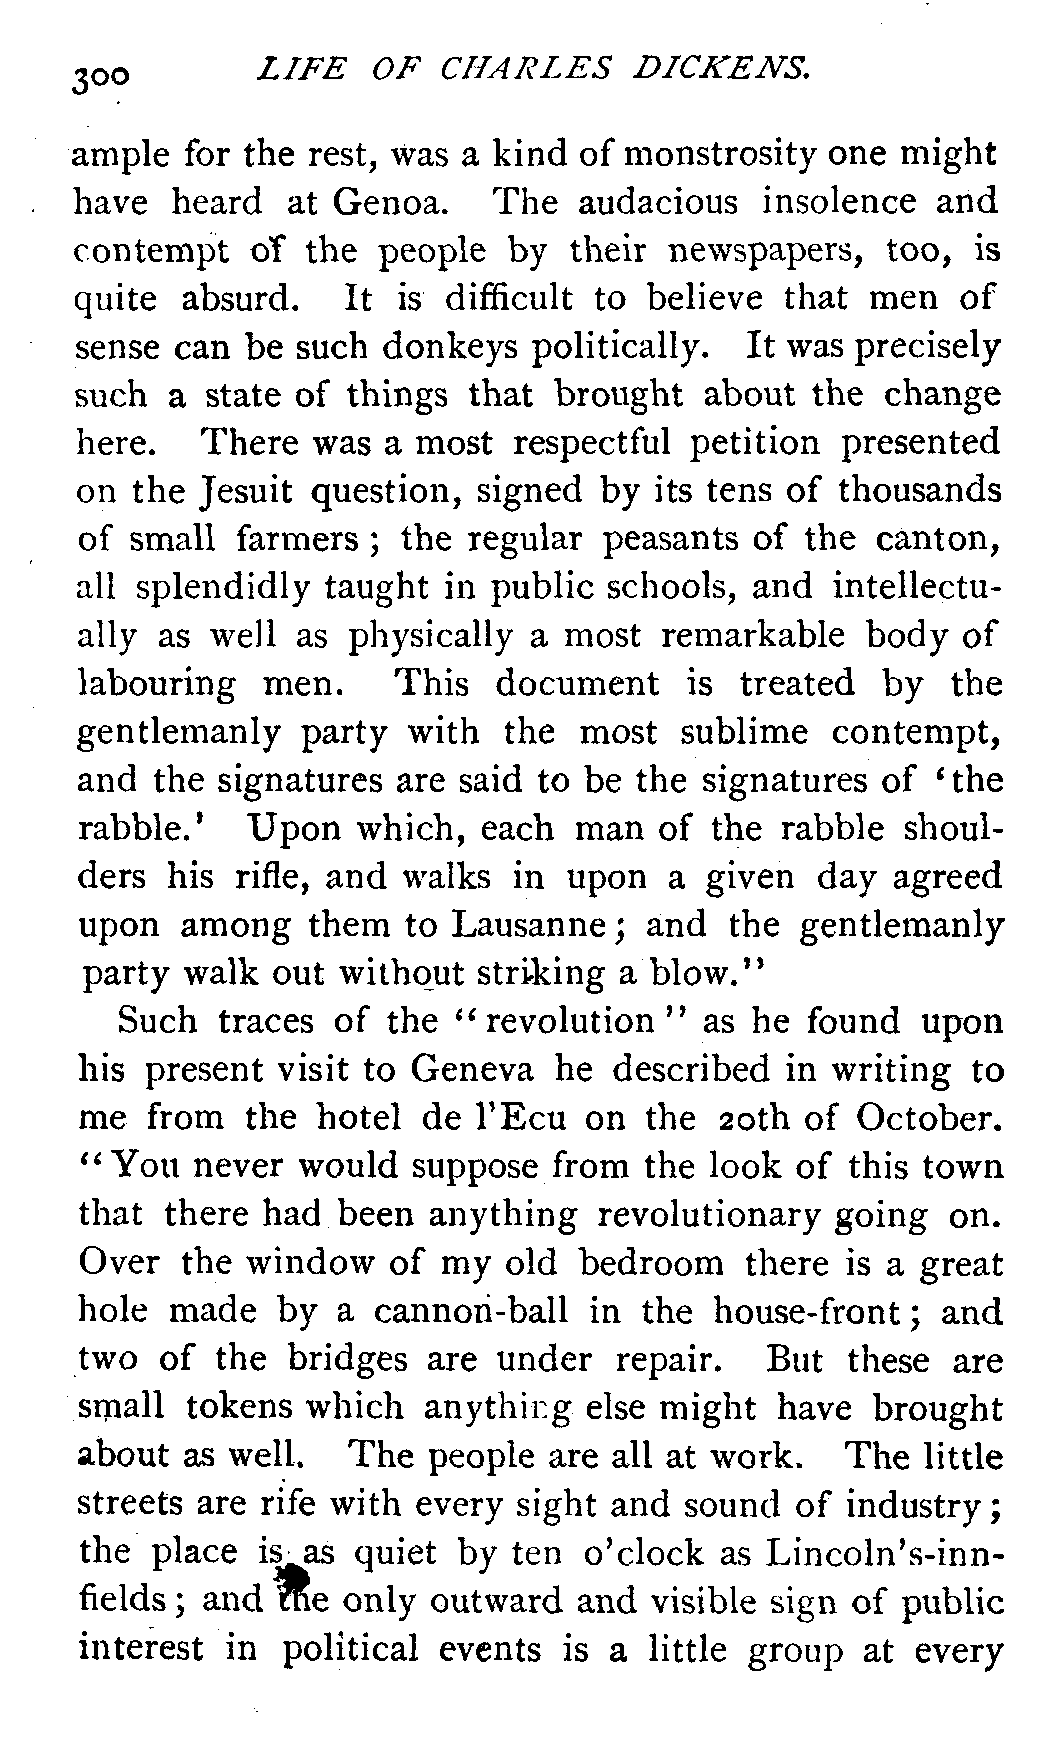 300 LIFE OF CHARLES DICKENS.
ample for the rest, was a kind of monstrosity one might
have heard at Genoa. The audacious insolence and
contempt of the people by their newspapers, too, is
quite absurd. It is difficult to believe that men of
sense can be such donkeys politically. It was precisely
such a state of things that brought about the change
here. There was a most respectful petition presented
on the Jesuit question, signed by its tens of thousands
of small farmers ; the regular peasants of the canton,
all splendidly taught in public schools, and intellectu-
ally as well as physically a most remarkable body of
labouring men. This document is treated by the
gentlemanly party with the most sublime contempt,
and the signatures are said to be the signatures of ‘the
rabble.’ Upon which, each man of the rabble shoul-
ders his rifle, and walks in upon a given day agreed
upon among them to Lausanne ; and the gentlemanly
party walk out without striking a blow.”
Such traces of the “revolution” as he found upon
his present visit to Geneva he described in writing to
me from the hotel de l’Ecu on the 20th of October.
“You never would suppose from the look of this town
that there had been anything revolutionary going on.
Over the window of my old bedroom there is a great
hole made by a cannon-ball in the house-front ; and
two of the bridges are under repair. But these are
small tokens which anything else might have brought
about as well. The people are all at work. The little
streets are rife with every sight and sound of industry ;
the place is as quiet by ten o’clock as Lincoln’s-inn-
fields ; and the only outward and visible sign of public
interest in political events is a little group at every